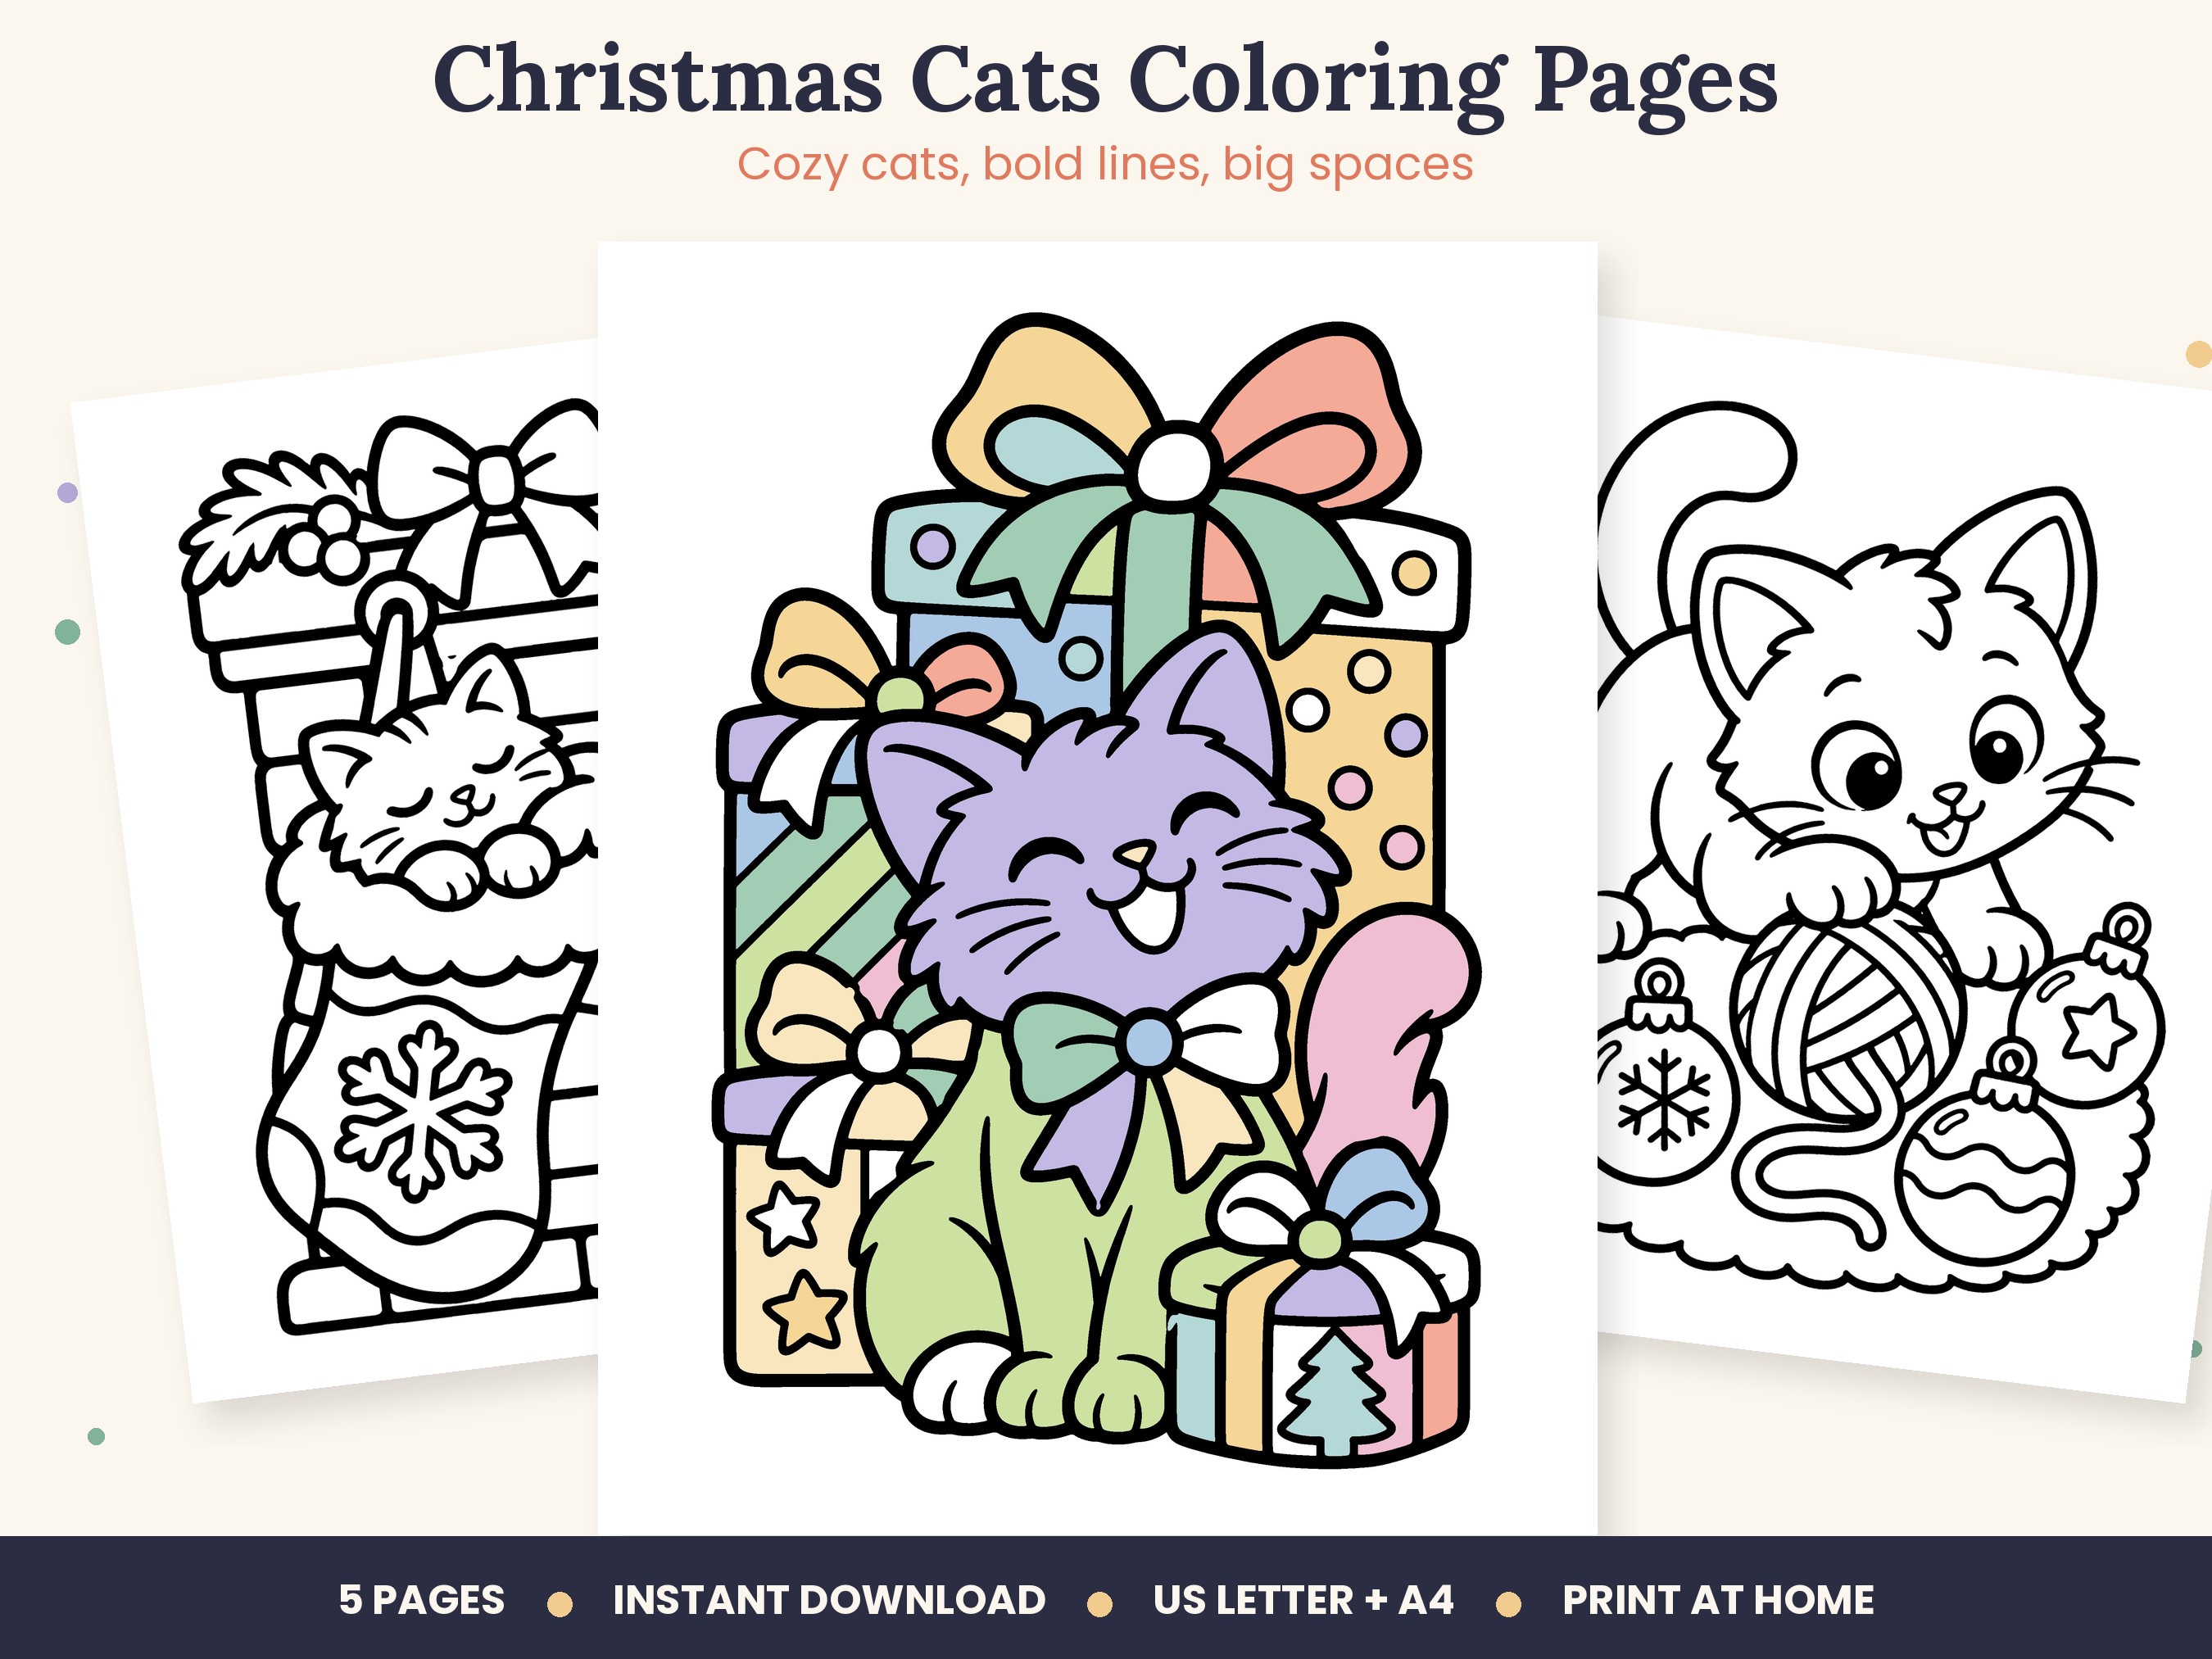 Christmas Cats Coloring Pages
Cozy cats, bold lines, big spaces
5 PAGES ● INSTANT DOWNLOAD ● US LETTER + A4 ● PRINT AT HOME